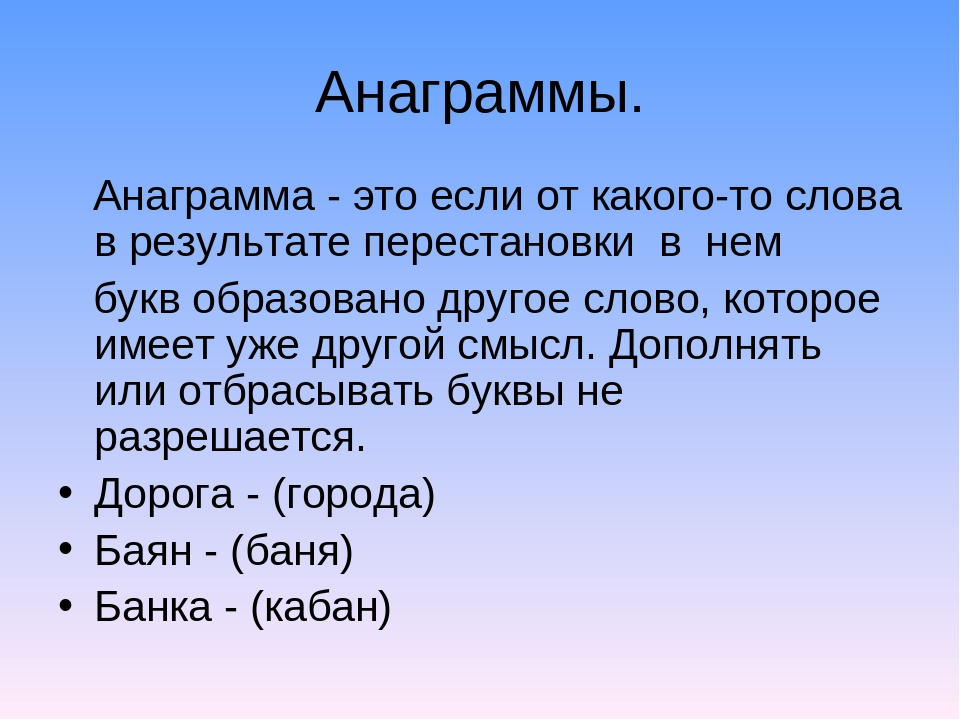 Анаграммы.
Анаграмма - это если от какого-то слова
в результате перестановки  в  нем
букв образовано другое слово, которое
имеет уже другой смысл. Дополнять
или отбрасывать буквы не
разрешается.
• Дорога - (города)
• Баян - (баня)
• Банка - (кабан)